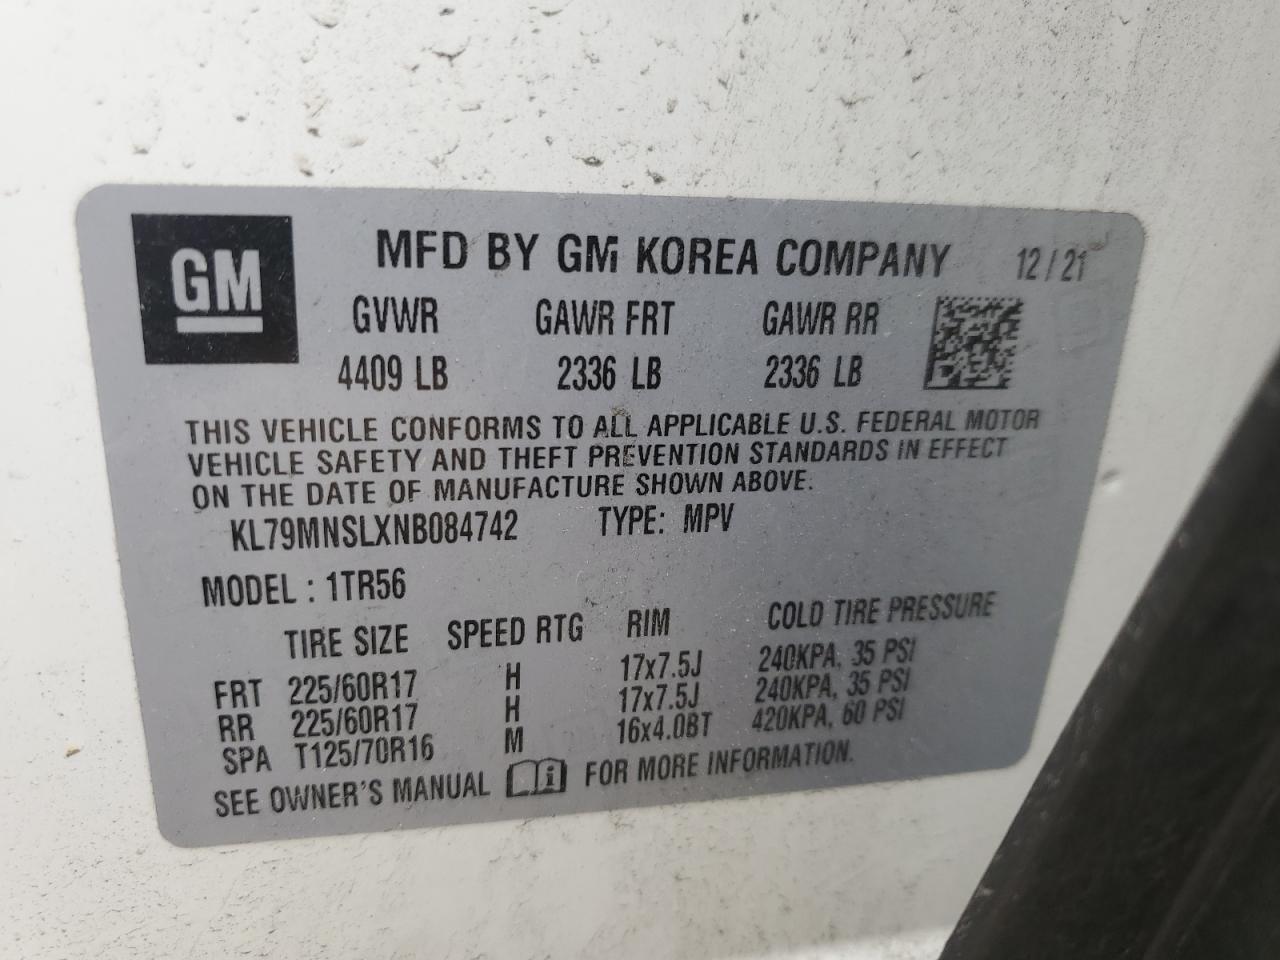 GM
MFD BY GM KOREA COMPANY 12/21
GVWR GAWR FRT GAWR RR
4409 LB 2336 LB 2336 LB
THIS VEHICLE CONFORMS TO ALL APPLICABLE U.S. FEDERAL MOTOR
VEHICLE SAFETY AND THEFT PREVENTION STANDARDS IN EFFECT
ON THE DATE OF MANUFACTURE SHOWN ABOVE.
KL79MNSLXNB084742 TYPE: MPV
MODEL : 1TR56
TIRE SIZE SPEED RTG RIM COLD TIRE PRESSURE
FRT 225/60R17 H 17x7.5J 240KPA, 35 PSI
RR 225/60R17 H 17x7.5J 240KPA, 35 PSI
SPA T125/70R16 M 16x4.0BT 420KPA, 60 PSI
SEE OWNER'S MANUAL i FOR MORE INFORMATION.